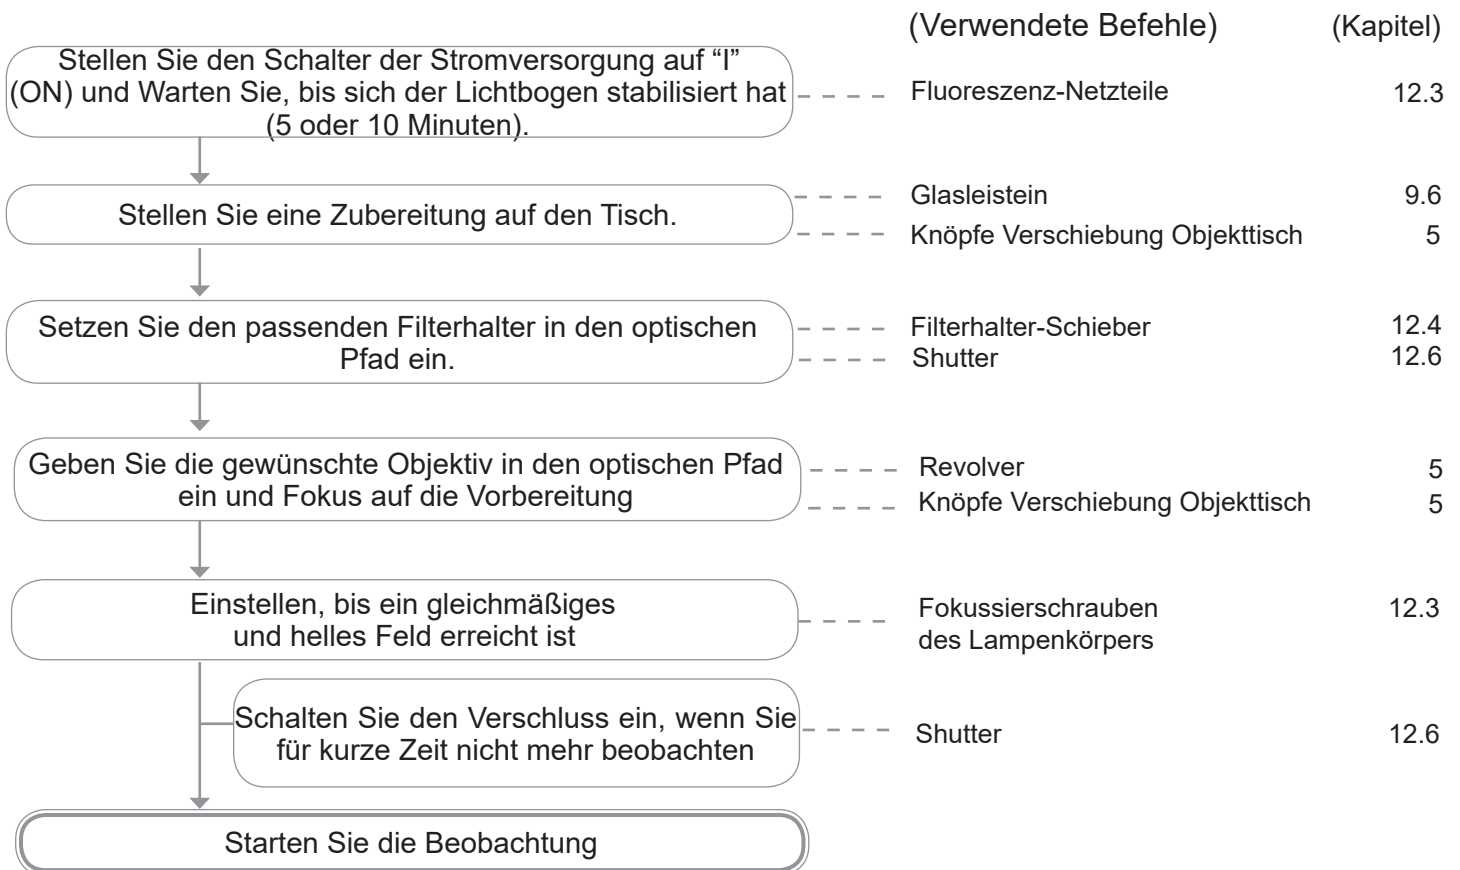 (Verwendete Befehle) (Kapitel)
Stellen Sie den Schalter der Stromversorgung auf “I”
(ON) und Warten Sie, bis sich der Lichtbogen stabilisiert hat
(5 oder 10 Minuten).
Fluoreszenz-Netzteile 12.3
Stellen Sie eine Zubereitung auf den Tisch.
Glasleistein 9.6
Knöpfe Verschiebung Objekttisch 5
Setzen Sie den passenden Filterhalter in den optischen
Pfad ein.
Filterhalter-Schieber 12.4
Shutter 12.6
Geben Sie die gewünschte Objektiv in den optischen Pfad
ein und Fokus auf die Vorbereitung
Revolver 5
Knöpfe Verschiebung Objekttisch 5
Einstellen, bis ein gleichmäßiges
und helles Feld erreicht ist
Fokussierschrauben 12.3
des Lampenkörpers
Schalten Sie den Verschluss ein, wenn Sie
für kurze Zeit nicht mehr beobachten
Shutter 12.6
Starten Sie die Beobachtung